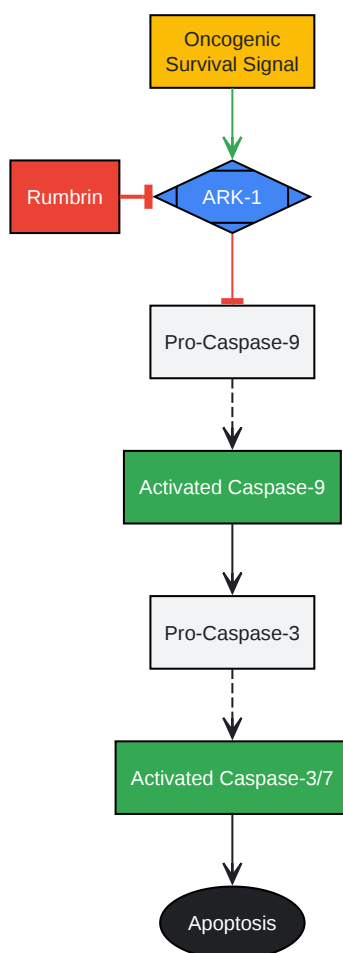 Oncogenic
Survival Signal
Rumbrin
ARK-1
Pro-Caspase-9
Activated Caspase-9
Pro-Caspase-3
Activated Caspase-3/7
Apoptosis